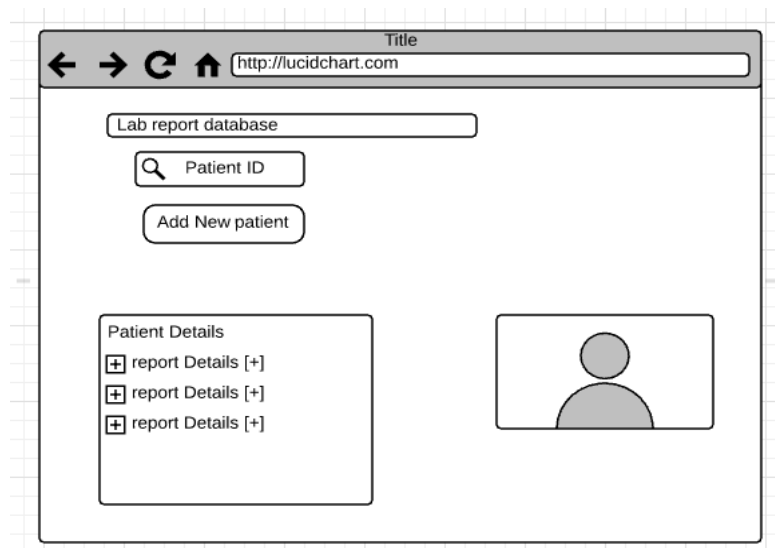 Title
http://lucidchart.com
Lab report database
Patient ID
Add New patient
Patient Details
report Details [+]
report Details [+]
report Details [+]